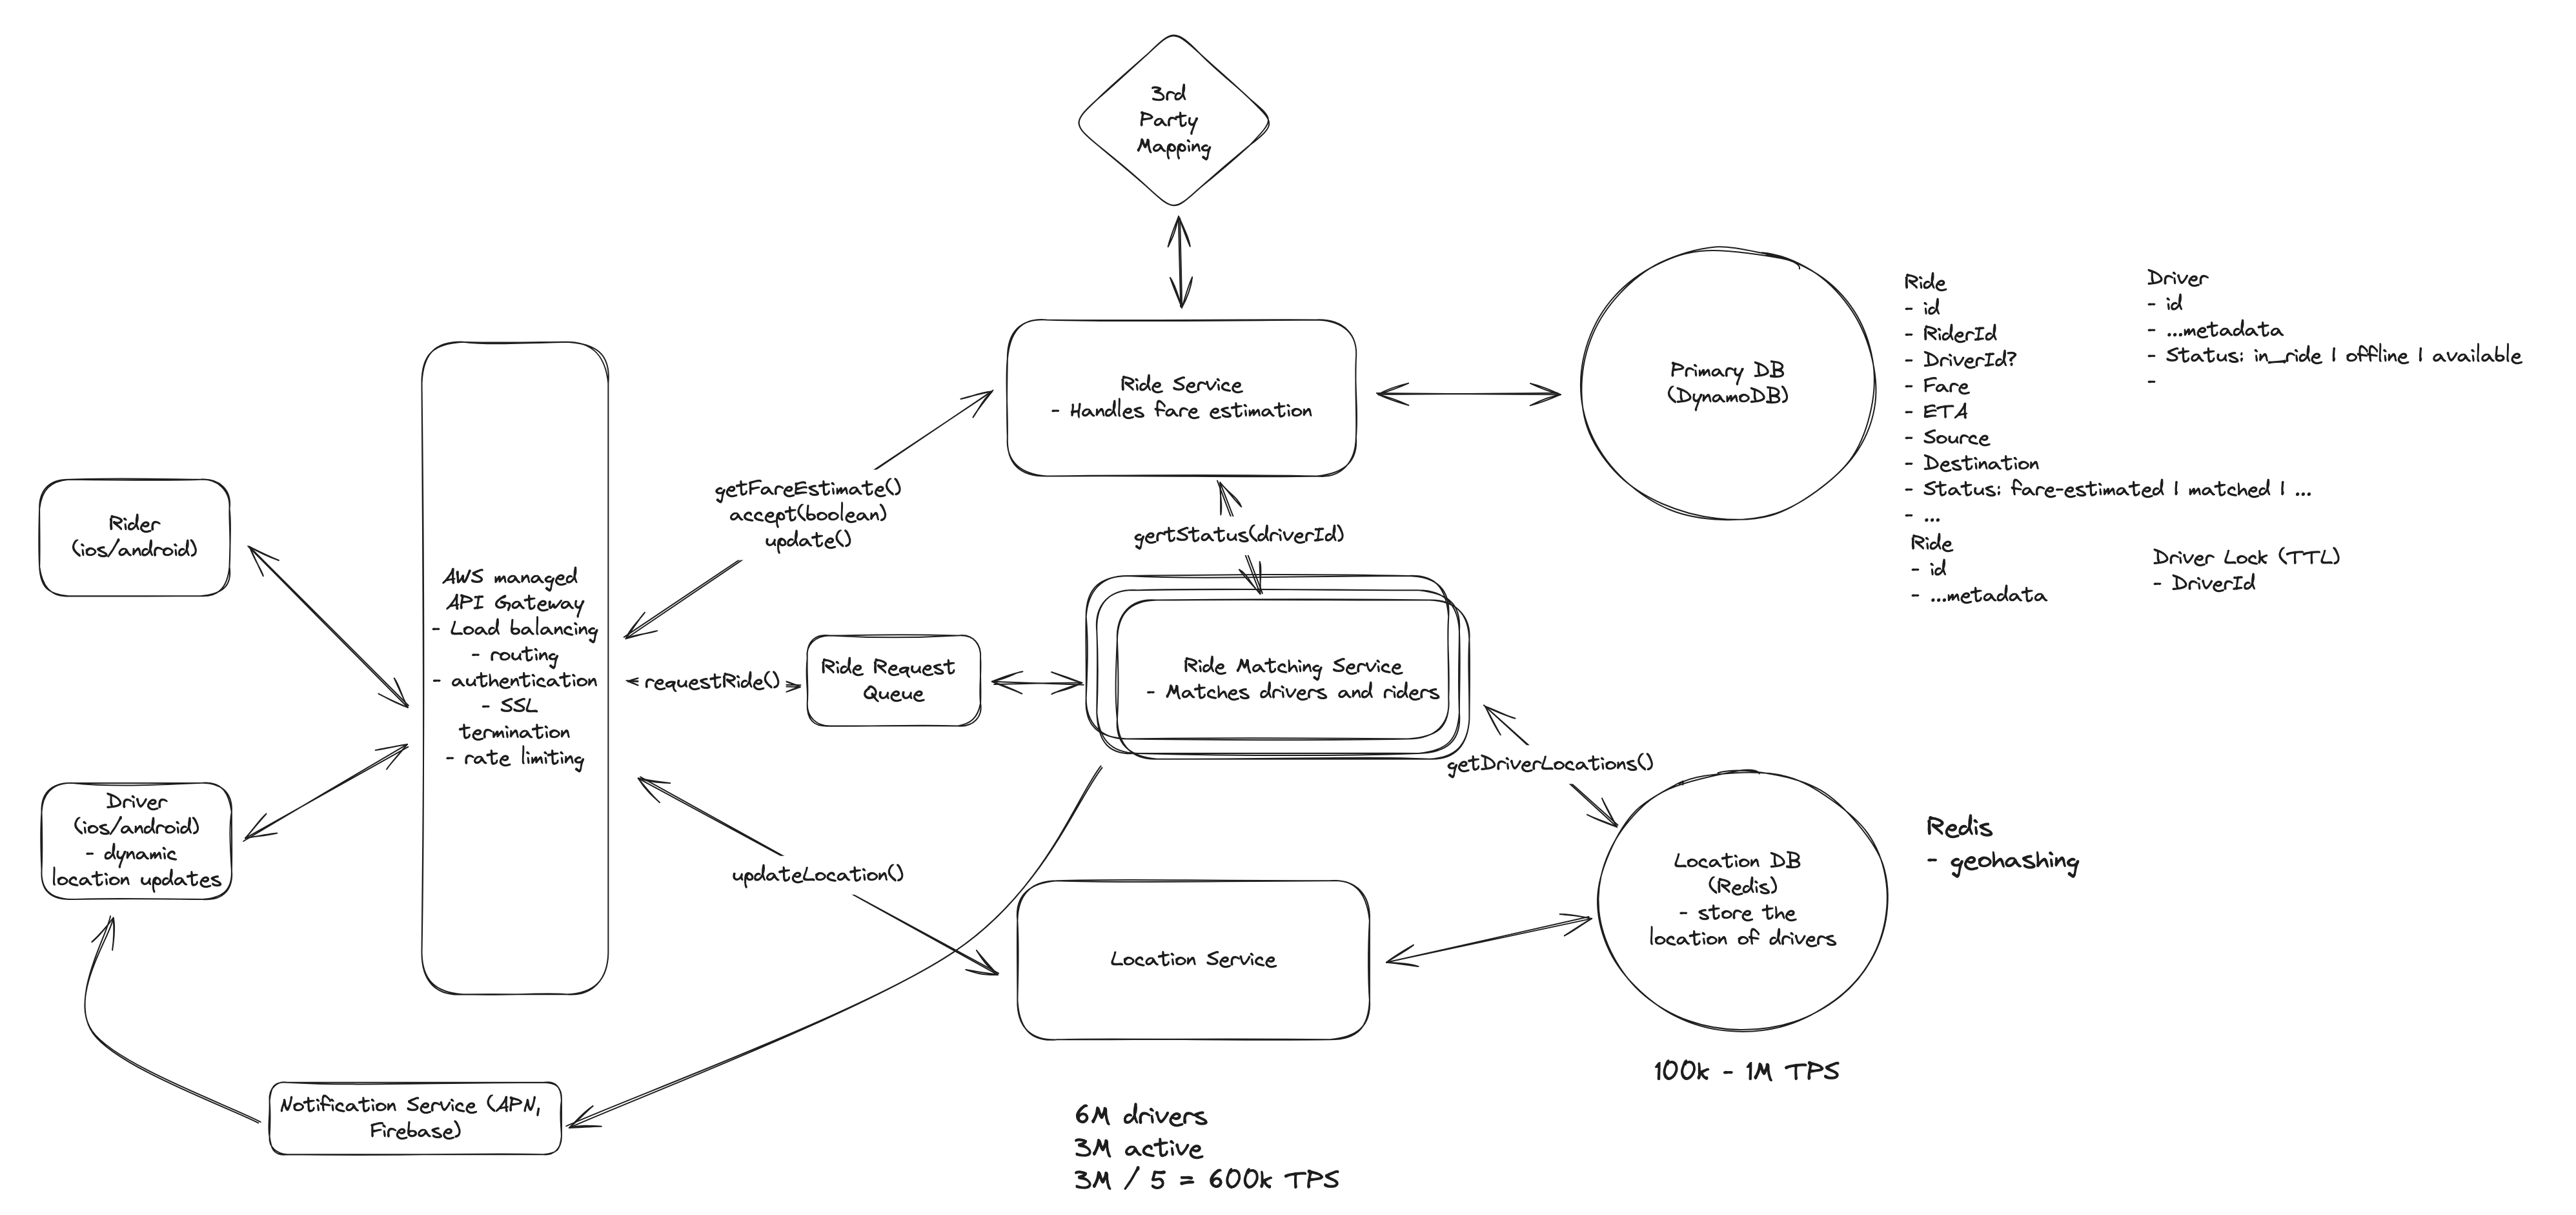 3rd
Party
Mapping
Ride Service
- Handles fare estimation
Primary DB
(DynamoDB)
Ride
- id
- RiderId
- DriverId?
- Fare
- ETA
- Source
- Destination
- Status: fare-estimated | matched | ...
- ...
Driver
- id
- ...metadata
- Status: in_ride | offline | available
-
Ride
- id
- ...metadata
Driver Lock (TTL)
- DriverId
Rider
(ios/android)
AWS managed
API Gateway
- Load balancing
- routing
- authentication
- SSL
termination
- rate limiting
getFareEstimate()
accept(boolean)
update()
gertStatus(driverId)
requestRide()
Ride Request
Queue
Ride Matching Service
- Matches drivers and riders
getDriverLocations()
Driver
(ios/android)
- dynamic
location updates
updateLocation()
Location Service
Location DB
(Redis)
- store the
location of drivers
Redis
- geohashing
100k - 1M TPS
Notification Service (APN,
Firebase)
6M drivers
3M active
3M / 5 = 600k TPS